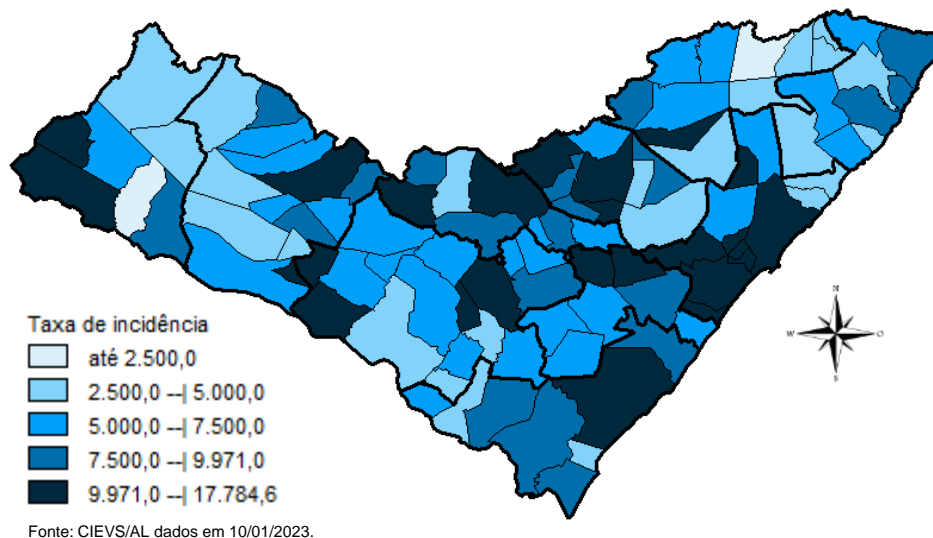 Taxa de incidência
até 2.500,0
2.500,0 --| 5.000,0
5.000,0 --| 7.500,0
7.500,0 --| 9.971,0
9.971,0 --| 17.784,6
Fonte: CIEVS/AL dados em 10/01/2023.
N
W
O
S